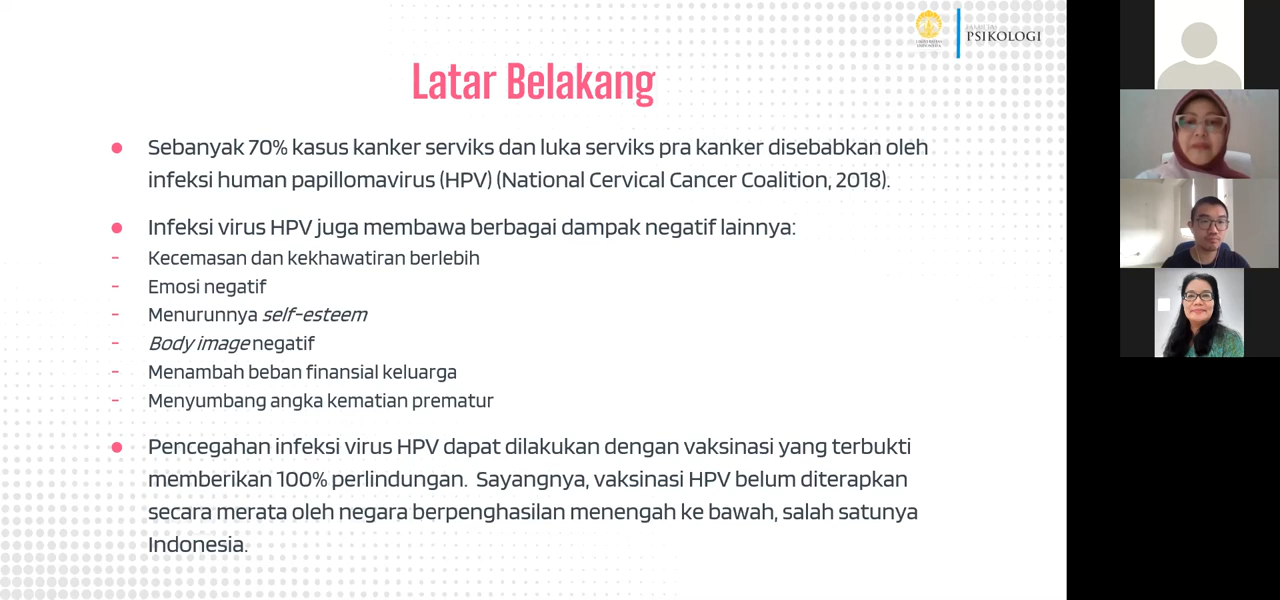 UNIVERSITAS
INDONESIA
FAKULTAS
PSIKOLOGI
Latar Belakang
Sebanyak 70% kasus kanker serviks dan luka serviks pra kanker disebabkan oleh
infeksi human papillomavirus (HPV) (National Cervical Cancer Coalition, 2018).
Infeksi virus HPV juga membawa berbagai dampak negatif lainnya:
- Kecemasan dan kekhawatiran berlebih
- Emosi negatif
- Menurunnya self-esteem
- Body image negatif
- Menambah beban finansial keluarga
- Menyumbang angka kematian prematur
Pencegahan infeksi virus HPV dapat dilakukan dengan vaksinasi yang terbukti
memberikan 100% perlindungan. Sayangnya, vaksinasi HPV belum diterapkan
secara merata oleh negara berpenghasilan menengah ke bawah, salah satunya
Indonesia.